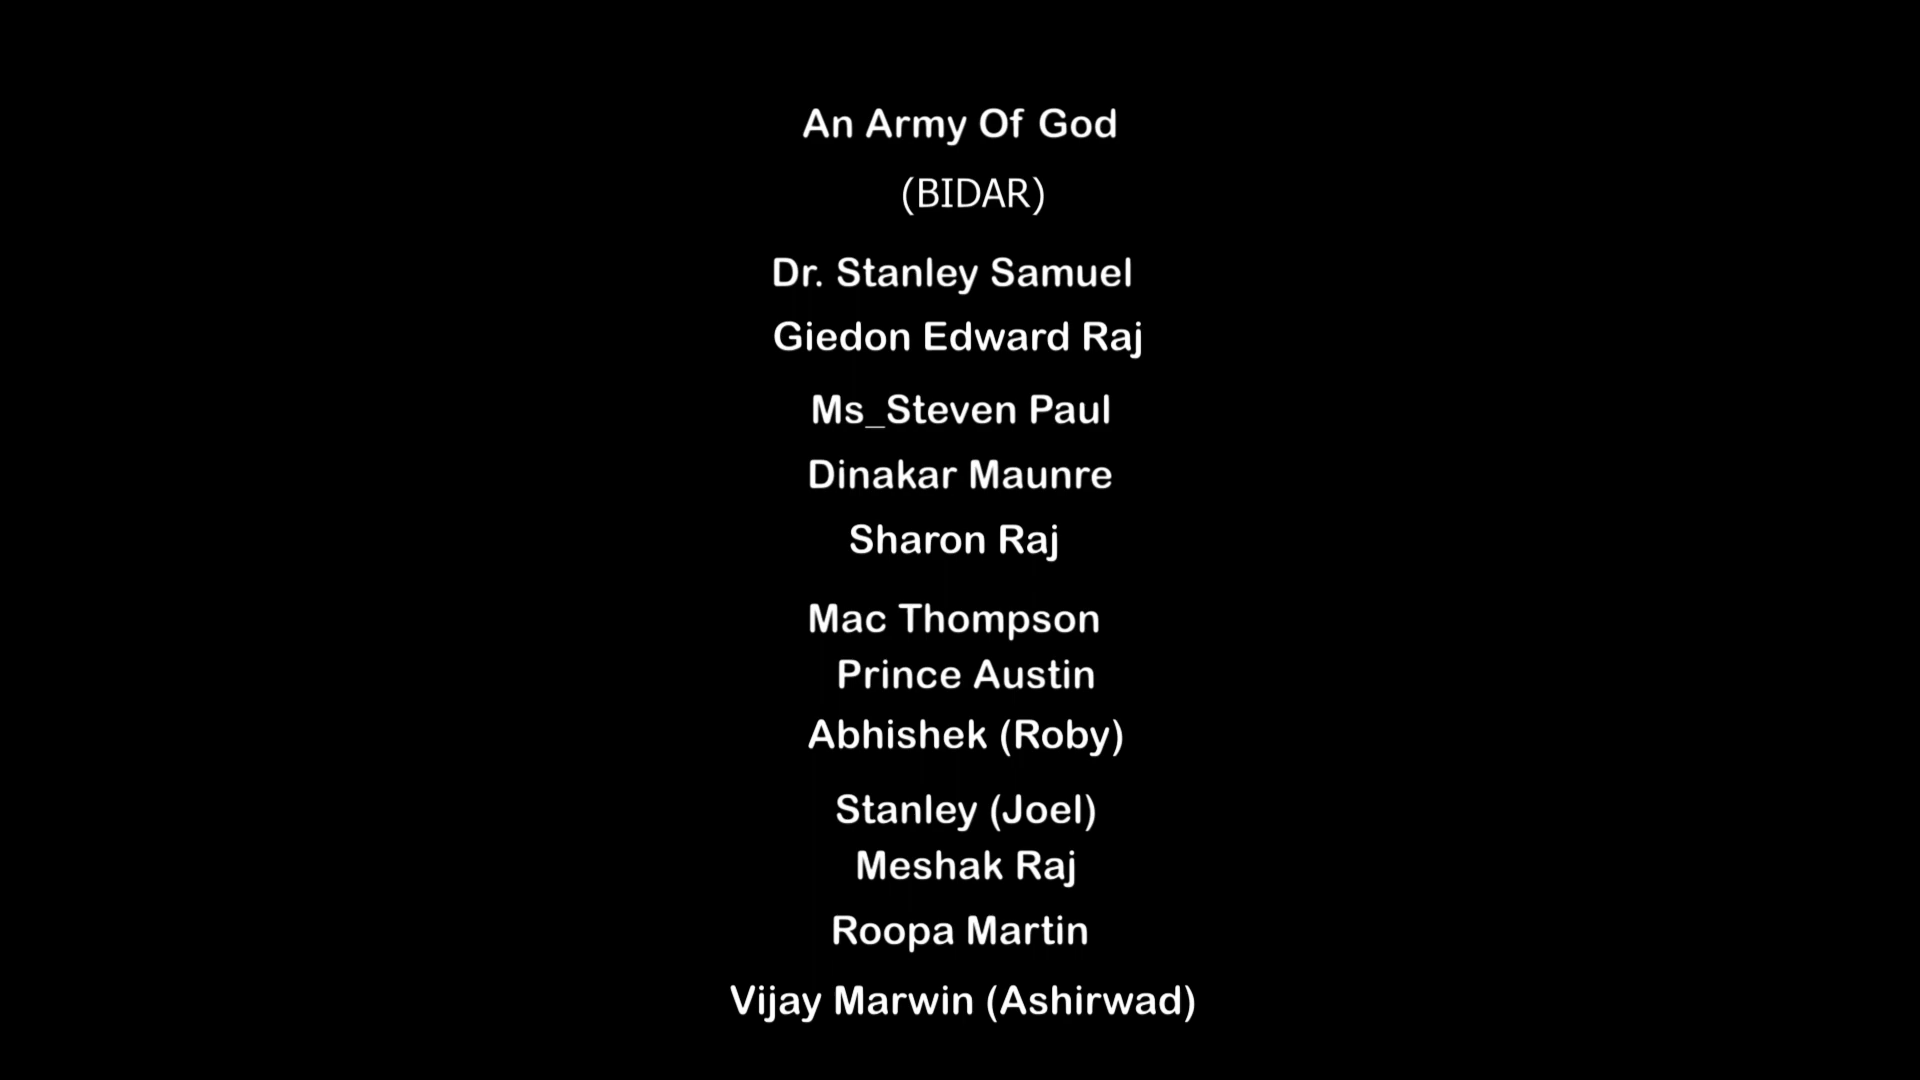 An Army Of God
(BIDAR)
Dr. Stanley Samuel
Giedon Edward Raj
Ms_Steven Paul
Dinakar Maunre
Sharon Raj
Mac Thompson
Prince Austin
Abhishek (Roby)
Stanley (Joel)
Meshak Raj
Roopa Martin
Vijay Marwin (Ashirwad)